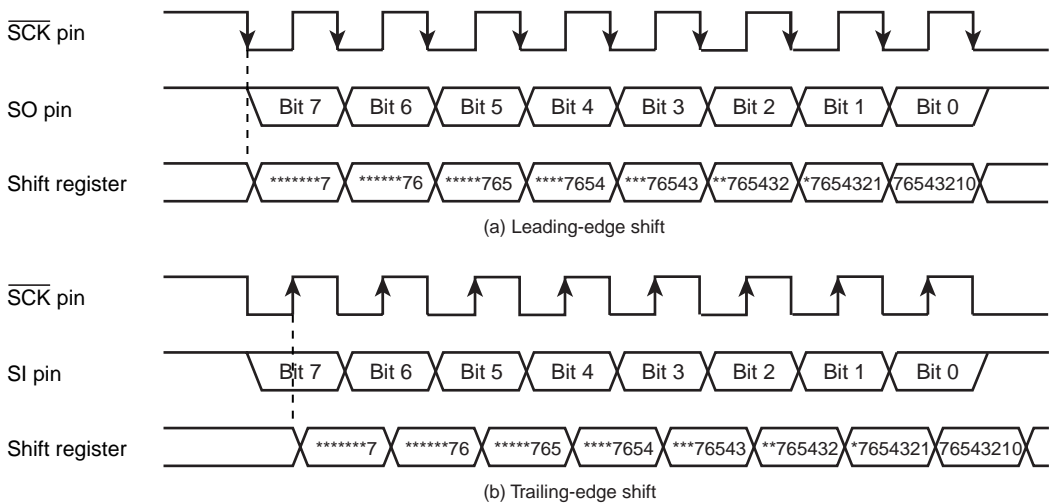 SCK pin
SO pin
Bit 7 Bit 6 Bit 5 Bit 4 Bit 3 Bit 2 Bit 1 Bit 0
Shift register
*******7 ******76 *****765 ****7654 ***76543 **765432 *7654321 76543210
(a) Leading-edge shift
SCK pin
SI pin
Bit 7 Bit 6 Bit 5 Bit 4 Bit 3 Bit 2 Bit 1 Bit 0
Shift register
*******7 ******76 *****765 ****7654 ***76543 **765432 *7654321 76543210
(b) Trailing-edge shift